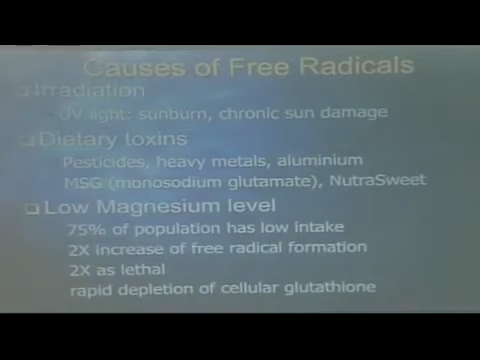 Causes of Free Radicals
❑ Irradiation
UV light: sunburn, chronic sun damage
❑ Dietary toxins
Pesticides, heavy metals, aluminium
MSG (monosodium glutamate), NutraSweet
❑ Low Magnesium level
75% of population has low intake
2X increase of free radical formation
2X as lethal
rapid depletion of cellular glutathione